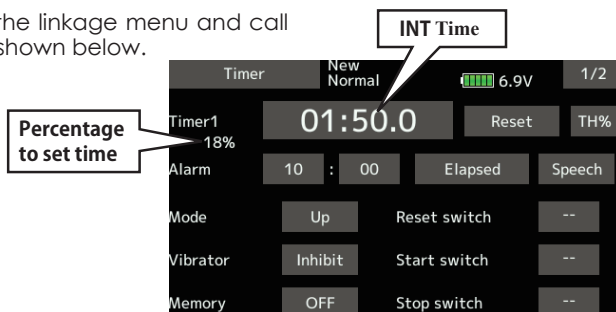 the linkage menu and call
shown below.
INT Time
Timer
New
Normal
6.9V
1/2
Percentage
to set time
Timer1
18%
01:50.0
Reset
TH%
Alarm
10 : 00
Elapsed
Speech
Mode
Up
Reset switch
--
Vibrator
Inhibit
Start switch
--
Memory
OFF
Stop switch
--